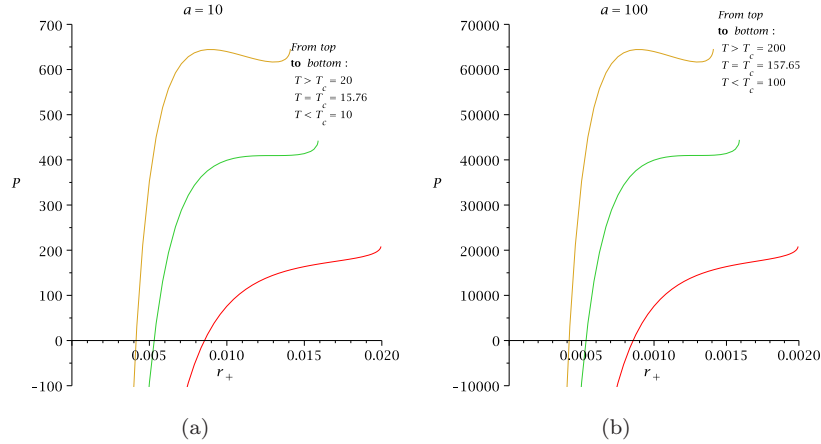 a = 10
700
600
500
400
300
200
100
0
-100
P
0.005
0.010
0.015
0.020
r+
From top
to bottom :
T > T_c = 20
T = T_c = 15.76
T < T_c = 10
(a)
a = 100
70000
60000
50000
40000
30000
20000
10000
0
-10000
P
0.0005
0.0010
0.0015
0.0020
r+
From top
to bottom :
T > T_c = 200
T = T_c = 157.65
T < T_c = 100
(b)